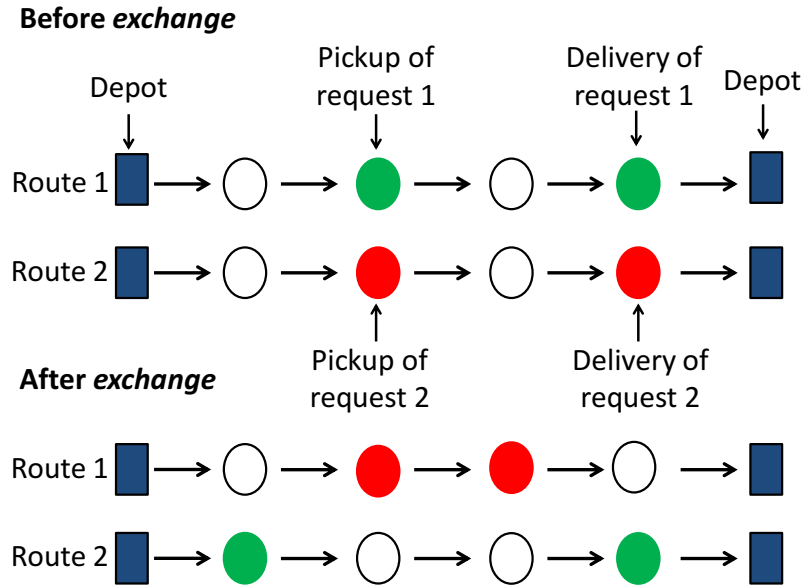 Before exchange
Pickup of
request 1
Delivery of
request 1
Depot
Depot
Route 1
Route 2
Pickup of
request 2
Delivery of
request 2
After exchange
Route 1
Route 2